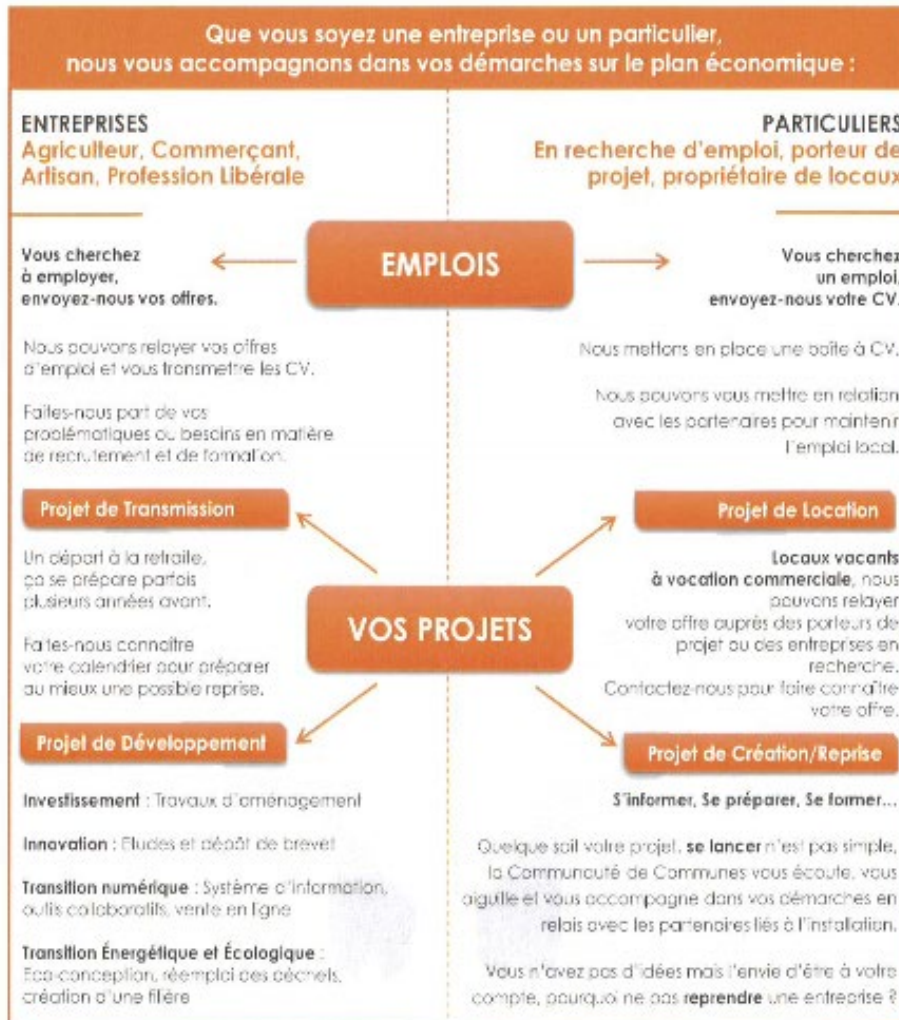 Que vous soyez une entreprise ou un particulier,
nous vous accompagnons dans vos démarches sur le plan économique :
ENTREPRISES
Agriculteur, Commerçant,
Artisan, Profession Libérale
PARTICULIERS
En recherche d'emploi, porteur de
projet, propriétaire de locaux
EMPLOIS
Vous cherchez
à employer,
envoyez-nous vos offres.
Nous pouvons relayer vos offres
d'emploi et vous transmettre les CV.
Faites-nous part de vos
problématiques ou besoins en matière
de recrutement et de formation.
Vous cherchez
un emploi,
envoyez-nous votre CV.
Nous mettons en place une boîte à CV.
Nous pouvons vous mettre en relation
avec les partenaires pour maintenir
l'emploi local.
VOS PROJETS
Projet de Transmission
Un départ à la retraite,
ça se prépare parfois
plusieurs années avant.
Faites-nous connaître
votre calendrier pour préparer
au mieux une possible reprise.
Projet de Location
Locaux vacants
à vocation commerciale, nous
pouvons relayer
votre offre auprès des porteurs de
projet ou des entreprises en
recherche.
Contactez-nous pour faire connaître
votre offre.
Projet de Développement
Investissement : Travaux d'aménagement
Innovation : Etudes et dépôt de brevet
Transition numérique : Système d'information,
outils collaboratifs, vente en ligne
Transition Énergétique et Écologique :
Eco-conception, réemploi des déchets,
création d'une filière
Projet de Création/Reprise
S'informer, Se préparer, Se former...
Quelque soit votre projet, se lancer n'est pas simple,
la Communauté de Communes vous écoute, vous
aiguille et vous accompagne dans vos démarches en
relais avec les partenaires liés à l'installation.
Vous n'avez pas d'idées mais l'envie d'être à votre
compte, pourquoi ne pas reprendre une entreprise ?